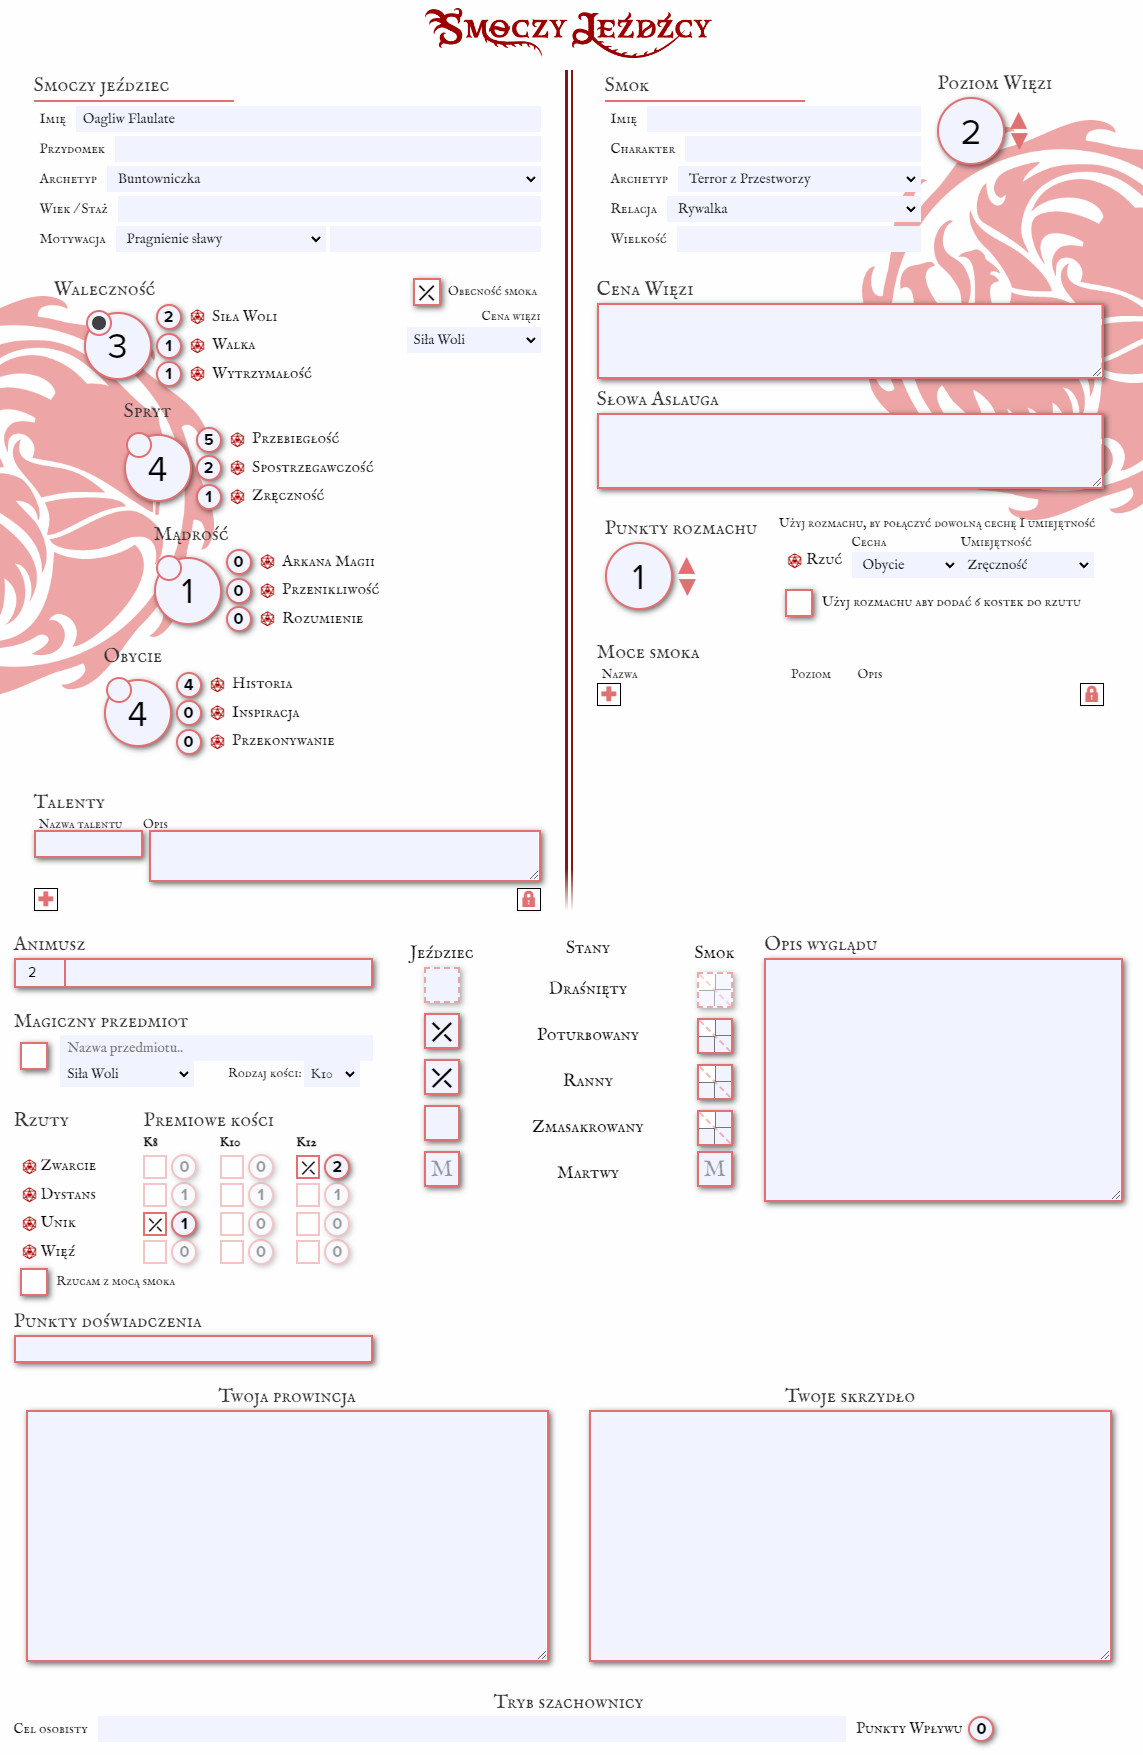 Smoczy Jeźdźcy
Smoczy jeździec
Imię Oagliw Flaulate
Przydomek
Archetyp Buntowniczka
Wiek / Staż
Motywacja Pragnienie sławy
Waleczność
3
2 Siła Woli
1 Walka
1 Wytrzymałość
Obecność smoka
Cena więzi
Siła Woli
Spryt
4
5 Przebiegłość
2 Spostrzegawczość
1 Zręczność
Mądrość
1
0 Arkana Magii
0 Przenikliwość
0 Rozumienie
Obycie
4
4 Historia
0 Inspiracja
0 Przekonywanie
Talenty
Nazwa talentu Opis
Smok
Imię
Charakter
Archetyp Terror z Przestworzy
Relacja Rywalka
Wielkość
Poziom Więzi
2
Cena Więzi
Słowa Aslauga
Punkty rozmachu
1
Użyj rozmachu, by połączyć dowolną cechę I umiejętność
Cecha Umiejętność
Rzuć Obycie Zręczność
Użyj rozmachu aby dodać 6 kostek do rzutu
Moce smoka
Nazwa Poziom Opis
Animusz
2
Magiczny przedmiot
Nazwa przedmiotu..
Siła Woli Rodzaj kości: K10
Rzuty Premiowe kości
K8 K10 K12
Zwarcie 0 0 2
Dystans 1 1 1
Unik 1 0 0
Więź 0 0 0
Rzucam z mocą smoka
Punkty doświadczenia
Jeździec Stany Smok
Draśnięty
Poturbowany
Ranny
Zmasakrowany
M Martwy M
Opis wyglądu
Twoja prowincja
Twoje skrzydło
Tryb szachownicy
Cel osobisty Punkty Wpływu 0